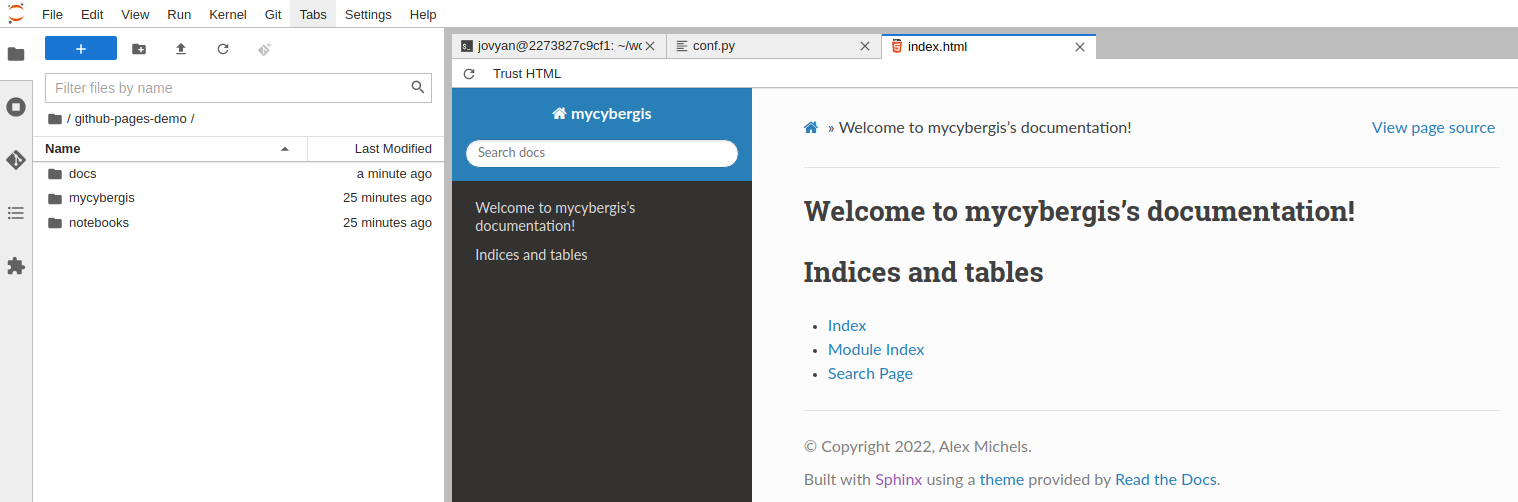 File Edit View Run Kernel Git Tabs Settings Help
Filter files by name
/ github-pages-demo /
Name Last Modified
docs a minute ago
mycybergis 25 minutes ago
notebooks 25 minutes ago
jovyan@2273827c9cf1: ~/wo conf.py index.html
Trust HTML
mycybergis
Search docs
Welcome to mycybergis's
documentation!
Indices and tables
» Welcome to mycybergis's documentation! View page source
Welcome to mycybergis's documentation!
Indices and tables
• Index
• Module Index
• Search Page
© Copyright 2022, Alex Michels.
Built with Sphinx using a theme provided by Read the Docs.